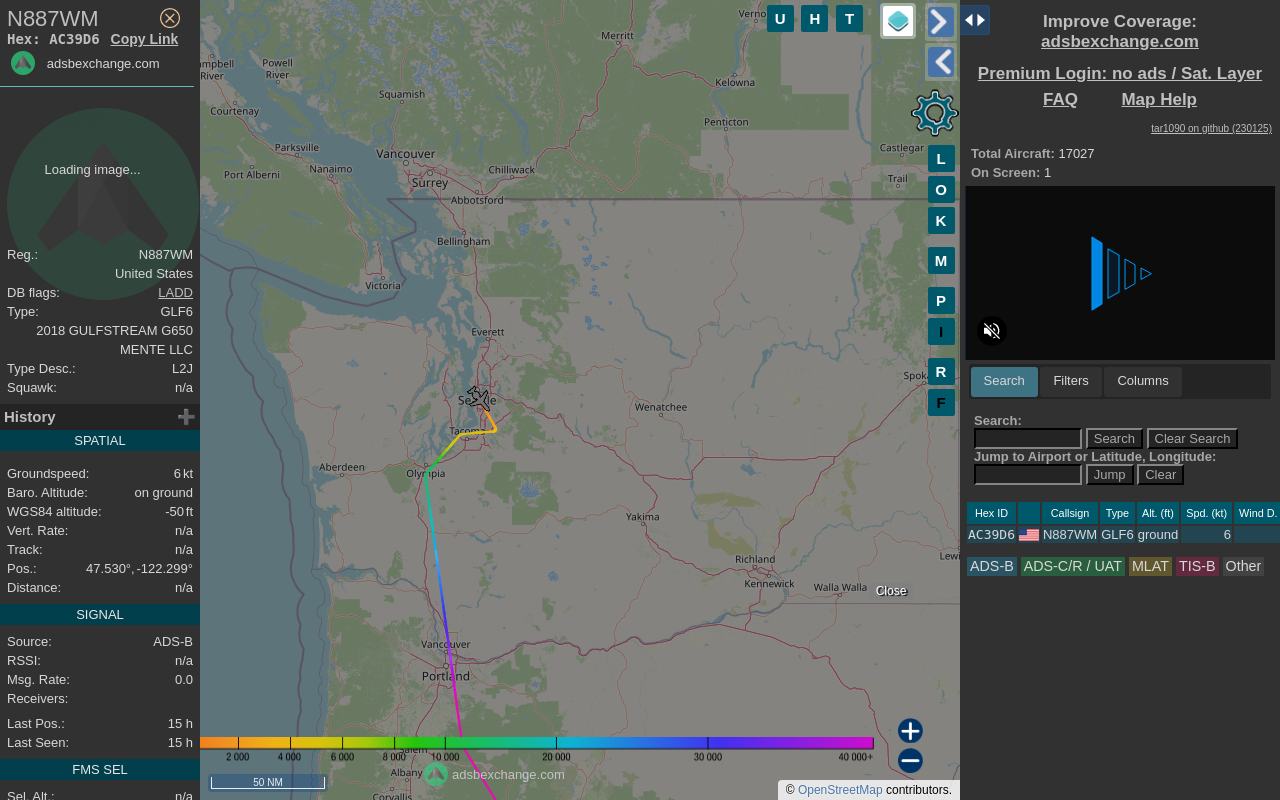 N887WM
Hex: AC39D6 Copy Link
adsbexchange.com
Loading image...
Reg.: N887WM
United States
DB flags: LADD
Type: GLF6
2018 GULFSTREAM G650
MENTE LLC
Type Desc.: L2J
Squawk: n/a
History
SPATIAL
Groundspeed: 6 kt
Baro. Altitude: on ground
WGS84 altitude: -50 ft
Vert. Rate: n/a
Track: n/a
Pos.: 47.530°, -122.299°
Distance: n/a
SIGNAL
Source: ADS-B
RSSI: n/a
Msg. Rate: 0.0
Receivers:
Last Pos.: 15 h
Last Seen: 15 h
FMS SEL
Sel. Alt.: n/a
Merritt
River
Powell
River
Squamish
Courtenay
Kelowna
Penticton
Parksville
Vancouver
Castlegar
Port Alberni
Nanaimo
Surrey
Chilliwack
Trail
Abbotsford
Bellingham
Victoria
Everett
Wenatchee
Aberdeen
Olympia
Yakima
Richland
Kennewick
Walla Walla
Vancouver
Portland
Albany
Corvallis
U H T
L
O
K
M
P
I
R
F
Close
2 000 4 000 6 000 8 000 10 000 20 000 30 000 40 000+
adsbexchange.com
50 NM
© OpenStreetMap contributors.
Improve Coverage:
adsbexchange.com
Premium Login: no ads / Sat. Layer
FAQ Map Help
tar1090 on github (230125)
Total Aircraft: 17027
On Screen: 1
Search Filters Columns
Search:
Search Clear Search
Jump to Airport or Latitude, Longitude:
Jump Clear
Hex ID Callsign Type Alt. (ft) Spd. (kt) Wind D.
AC39D6 N887WM GLF6 ground 6
ADS-B ADS-C/R / UAT MLAT TIS-B Other